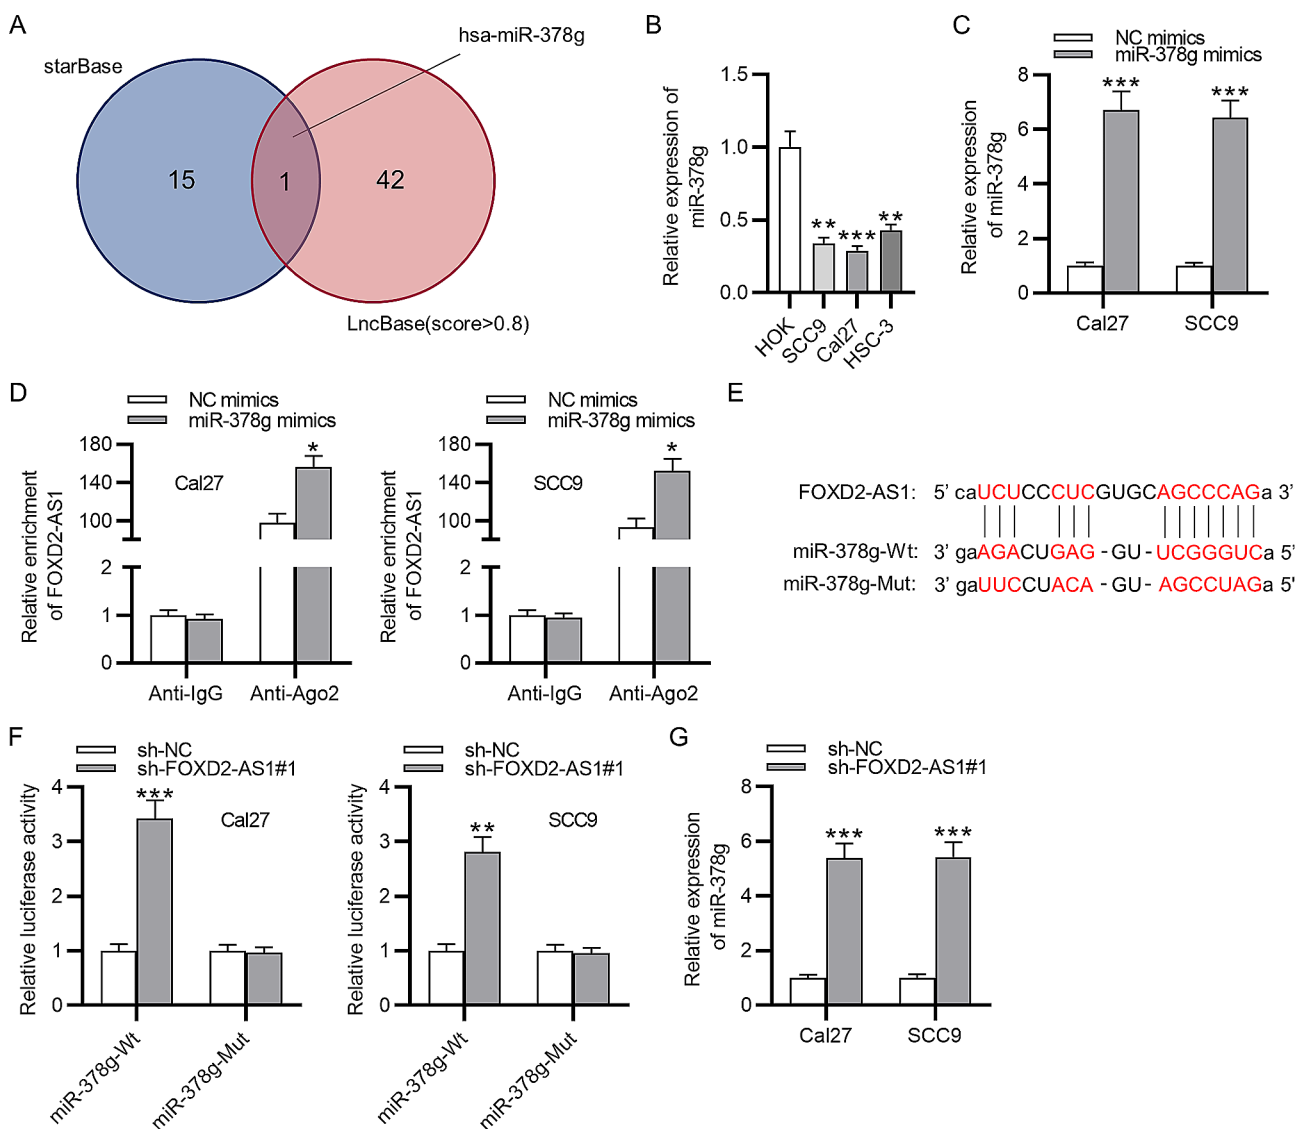 A
hsa-miR-378g
starBase
15
1
42
LncBase(score>0.8)
B
Relative expression of
miR-378g
1.5
1.0
0.5
0.0
**
***
**
HOK
SCC9
Cal27
HSC-3
C
NC mimics
miR-378g mimics
Relative expression
of miR-378g
8
6
4
2
0
***
***
Cal27
SCC9
D
NC mimics
miR-378g mimics
Relative enrichment
of FOXD2-AS1
180
140
100
2
1
0
Cal27
*
Anti-IgG
Anti-Ago2
NC mimics
miR-378g mimics
Relative enrichment
of FOXD2-AS1
180
140
100
2
1
0
SCC9
*
Anti-IgG
Anti-Ago2
E
FOXD2-AS1: 5’ caUCUCCCUCGUGCAGCCCAGa 3’
miR-378g-Wt: 3’ gaAGACUGAG -GU- UCGGGUCa 5’
miR-378g-Mut: 3’ gaUUCCUACA -GU- AGCCUAGa 5'
F
sh-NC
sh-FOXD2-AS1#1
Relative luciferase activity
4
3
2
1
0
***
Cal27
miR-378g-Wt
miR-378g-Mut
sh-NC
sh-FOXD2-AS1#1
Relative luciferase activity
4
3
2
1
0
**
SCC9
miR-378g-Wt
miR-378g-Mut
G
sh-NC
sh-FOXD2-AS1#1
Relative expression
of miR-378g
8
6
4
2
0
***
***
Cal27
SCC9